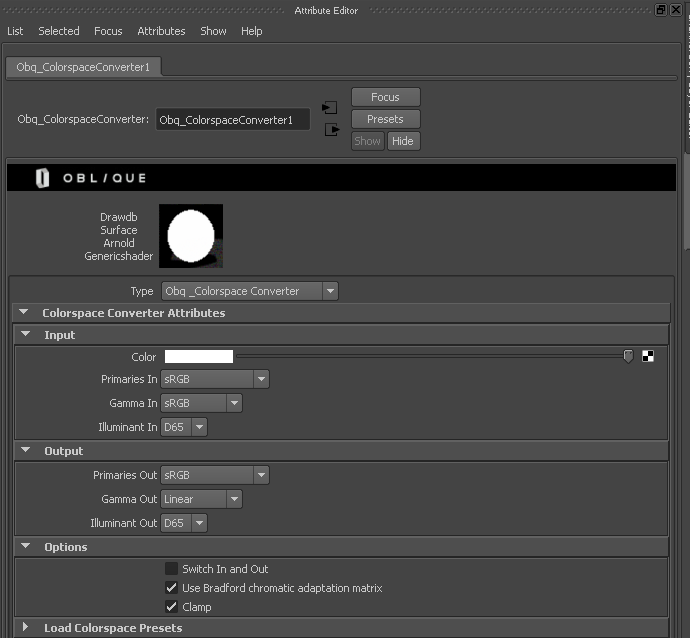 Attribute Editor
List Selected Focus Attributes Show Help
Obq_ColorspaceConverter1
Focus
Obq_ColorspaceConverter: Obq_ColorspaceConverter1
Presets
Show Hide
OBL/QUE
Drawdb
Surface
Arnold
Genericshader
Type Obq _Colorspace Converter
Colorspace Converter Attributes
Input
Color
Primaries In sRGB
Gamma In sRGB
Illuminant In D65
Output
Primaries Out sRGB
Gamma Out Linear
Illuminant Out D65
Options
Switch In and Out
Use Bradford chromatic adaptation matrix
Clamp
Load Colorspace Presets